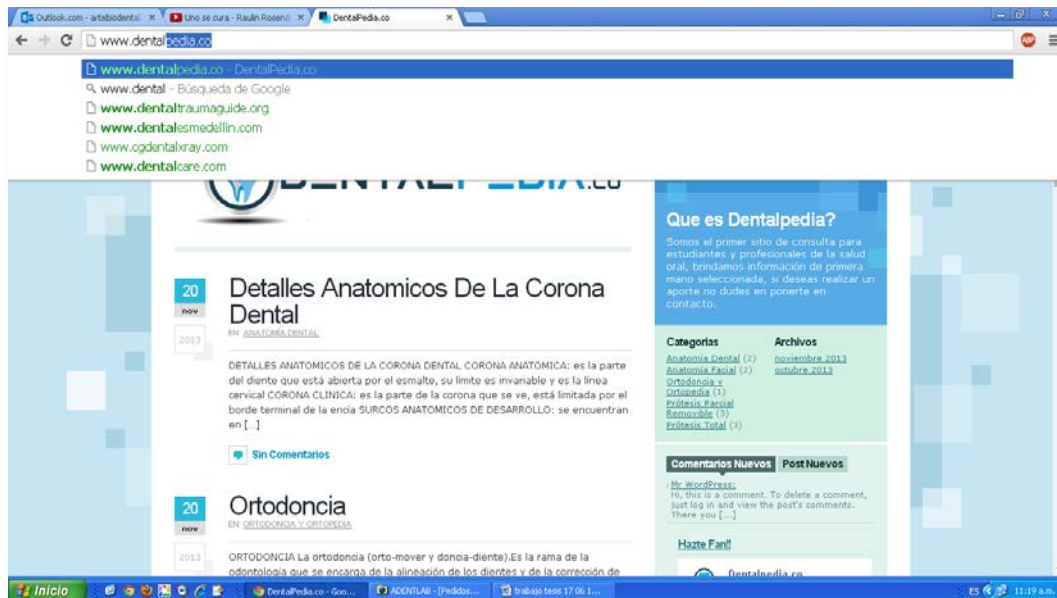 Outlook.com - artebiodental
Uno se cura - Raulin Rosendo
DentalPedia.co
www.dentalpedia.co
www.dentalpedia.co - DentalPedia.co
www.dental - Búsqueda de Google
www.dentaltraumaguide.org
www.dentalesmedellin.com
www.cgdentalxray.com
www.dentalcare.com
DENTALPEDIA.co
20
nov
2013
Detalles Anatomicos De La Corona
Dental
EN: ANATOMÍA DENTAL
DETALLES ANATOMICOS DE LA CORONA DENTAL CORONA ANATOMICA: es la parte
del diente que está abierta por el esmalte, su límite es invariable y es la línea
cervical CORONA CLINICA: es la parte de la corona que se ve, está limitada por el
borde terminal de la encía SURCOS ANATOMICOS DE DESARROLLO: se encuentran
en [...]
Sin Comentarios
20
nov
2013
Ortodoncia
EN: ORTODONCIA Y ORTOPEDIA
ORTODONCIA La ortodoncia (orto-mover y doncia-diente).Es la rama de la
odontología que se encarga de la alineación de los dientes y de la corrección de
Que es Dentalpedia?
Somos el primer sitio de consulta para
estudiantes y profesionales de la salud
oral, brindamos información de primera
mano seleccionada, si deseas realizar un
aporte no dudes en ponerte en
contacto.
Categorias
Anatomía Dental (2)
Anatomía Facial (2)
Ortodoncia y
Ortopedia (1)
Prótesis Parcial
Removible (3)
Prótesis Total (3)
Archivos
noviembre 2013
octubre 2013
Comentarios Nuevos Post Nuevos
Mr WordPress:
Hi, this is a comment. To delete a comment,
just log in and view the post's comments.
There you [...]
Hazte Fan!!
Dentalpedia.co
Inicio
DentalPedia.co - Goo...
ADENTLAB - [Pedidos...
trabajo tesis 17 06 1...
ES
11:19 a.m.